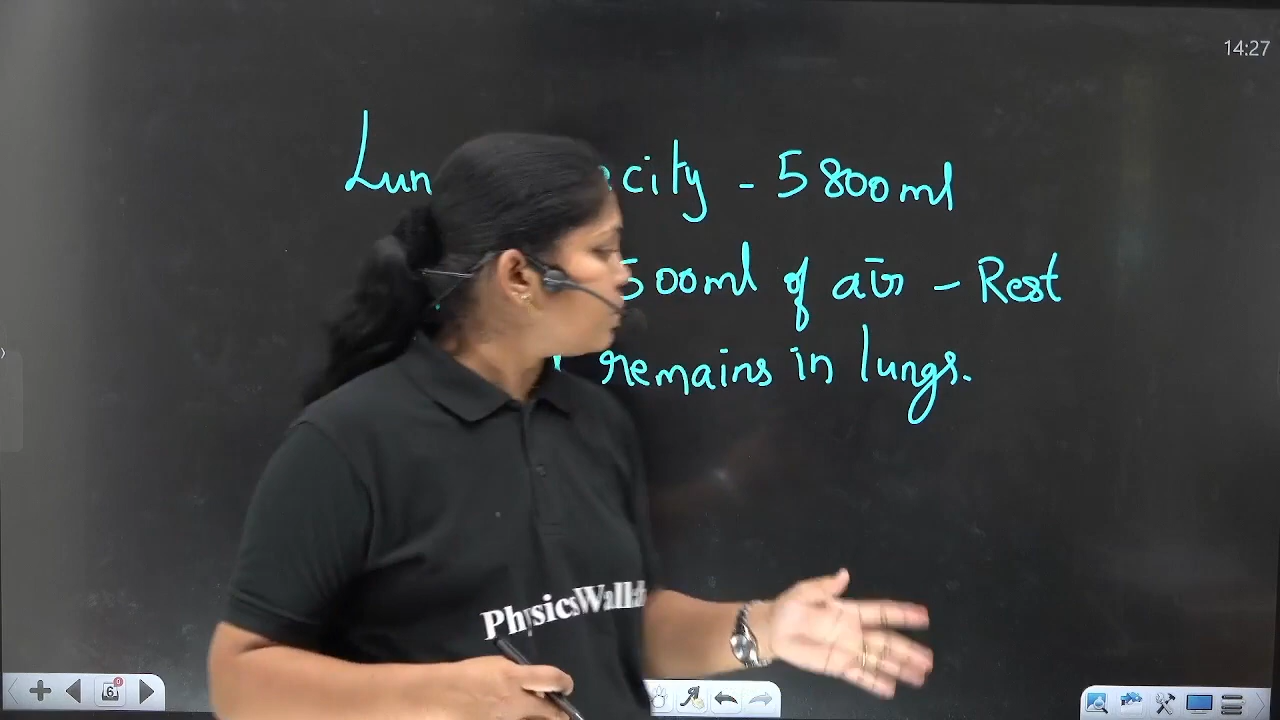 14:27
Lun city - 5800ml
500ml of air - Rest
remains in lungs.
PhysicsWallah
6